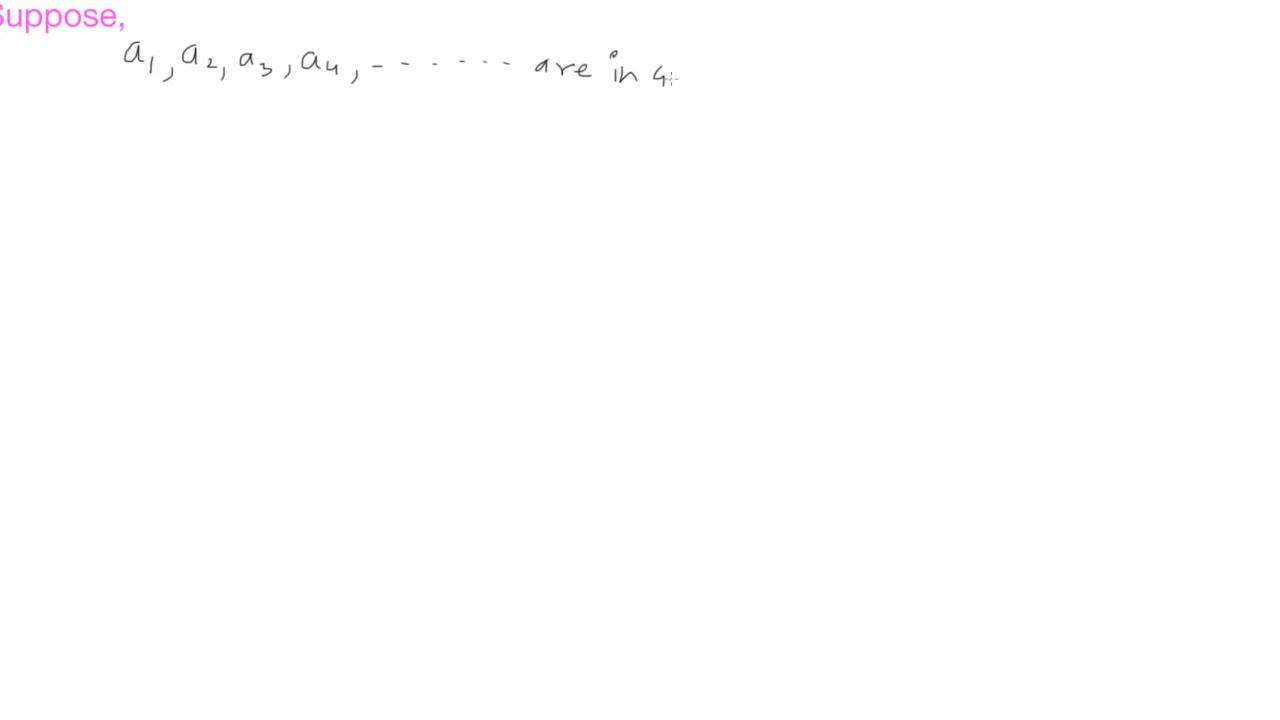 Suppose,
a₁, a₂, a₃, a₄, - - - - - - are in